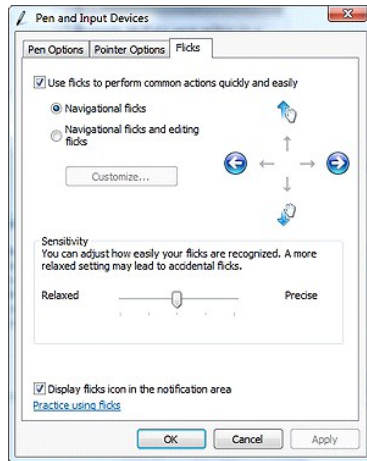 Pen and Input Devices
Pen Options Pointer Options Flicks
Use flicks to perform common actions quickly and easily
Navigational flicks
Navigational flicks and editing
flicks
Customize...
Sensitivity
You can adjust how easily your flicks are recognized. A more
relaxed setting may lead to accidental flicks.
Relaxed Precise
Display flicks icon in the notification area
Practice using flicks
OK Cancel Apply